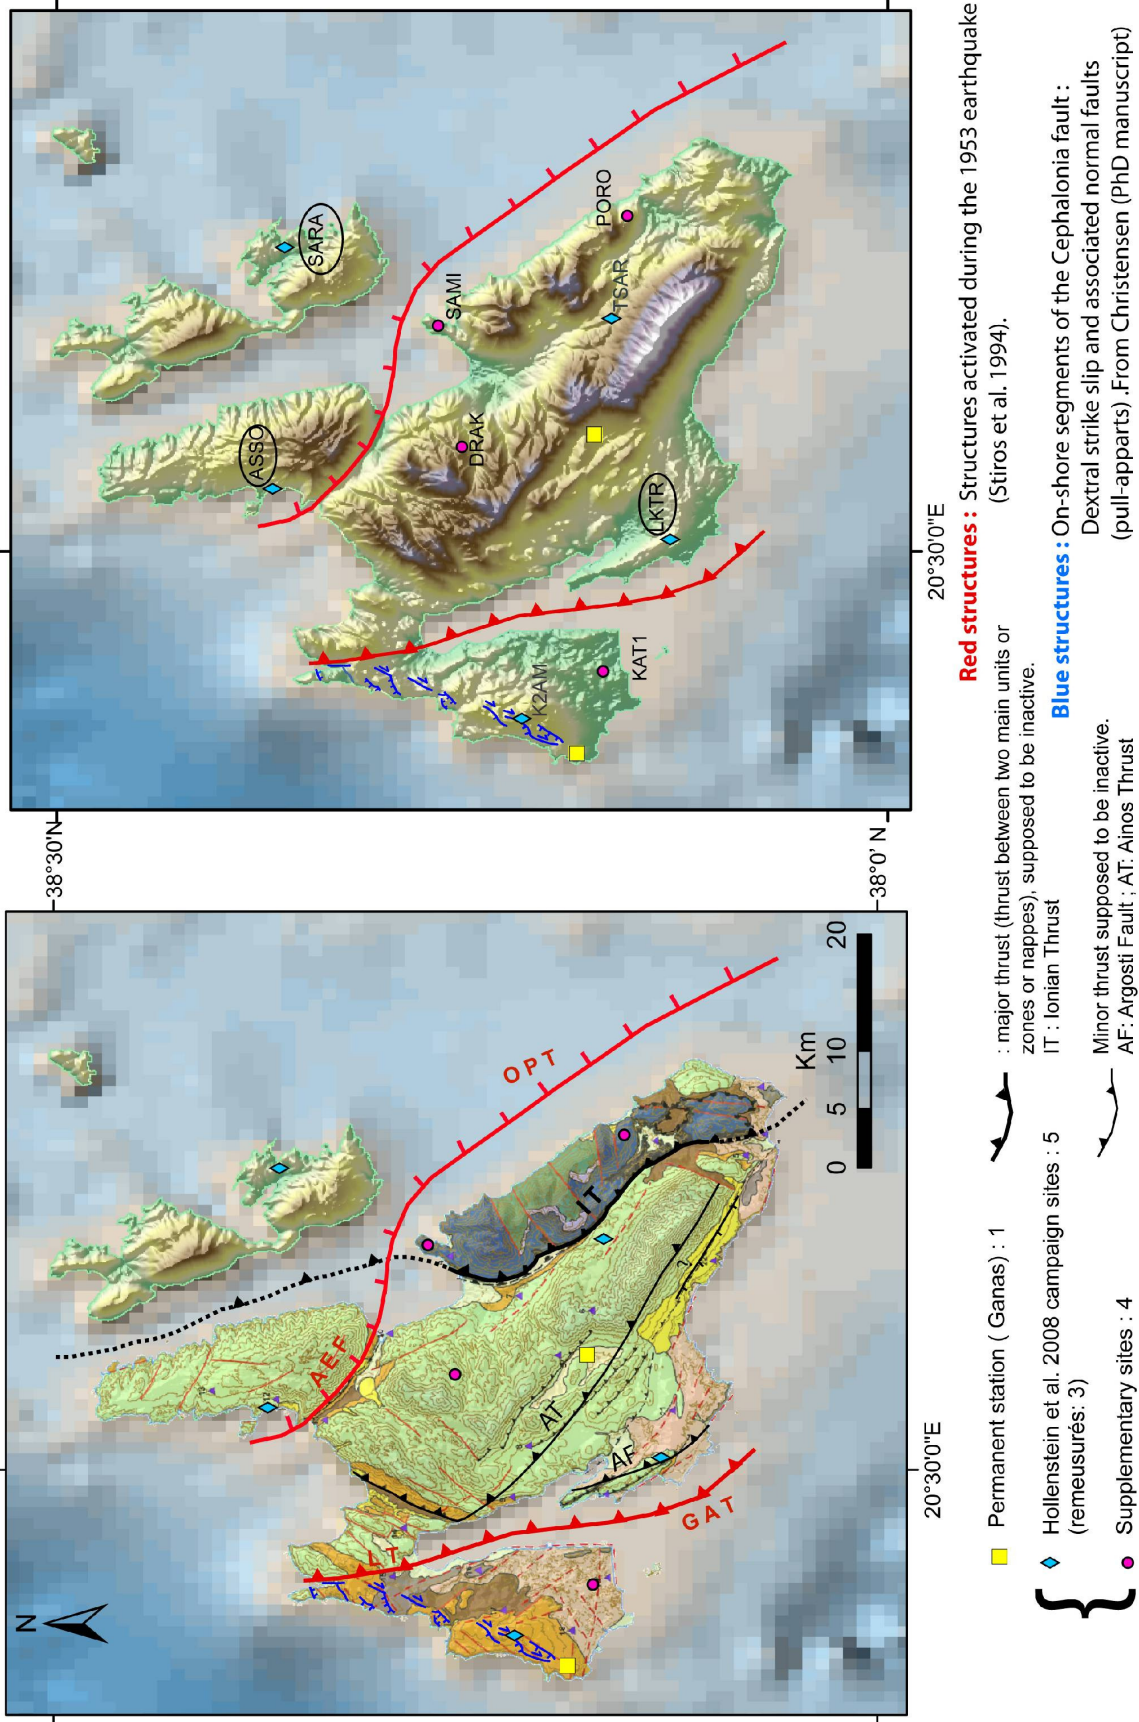 N
38°30'N
38°0' N
20°30'0"E
20°30'0"E
OPT
AEF
IT
AT
AF
LT
GAT
Km
0 5 10 20
ASSO
SARA
SAMI
DRAK
PORO
TSAR
LKTR
K2AM
KAT1
Permanent station ( Ganas) : 1
Hollenstein et al. 2008 campaign sites : 5
(remeusurés: 3)
Supplementary sites : 4
: major thrust (thrust between two main units or
zones or nappes), supposed to be inactive.
IT : Ionian Thrust
Minor thrust supposed to be inactive.
AF: Argosti Fault ; AT: Ainos Thrust
Red structures : Structures activated during the 1953 earthquake
(Stiros et al. 1994).
Blue structures : On-shore segments of the Cephalonia fault :
Dextral strike slip and associated normal faults
(pull-apparts) .From Christensen (PhD manuscript)